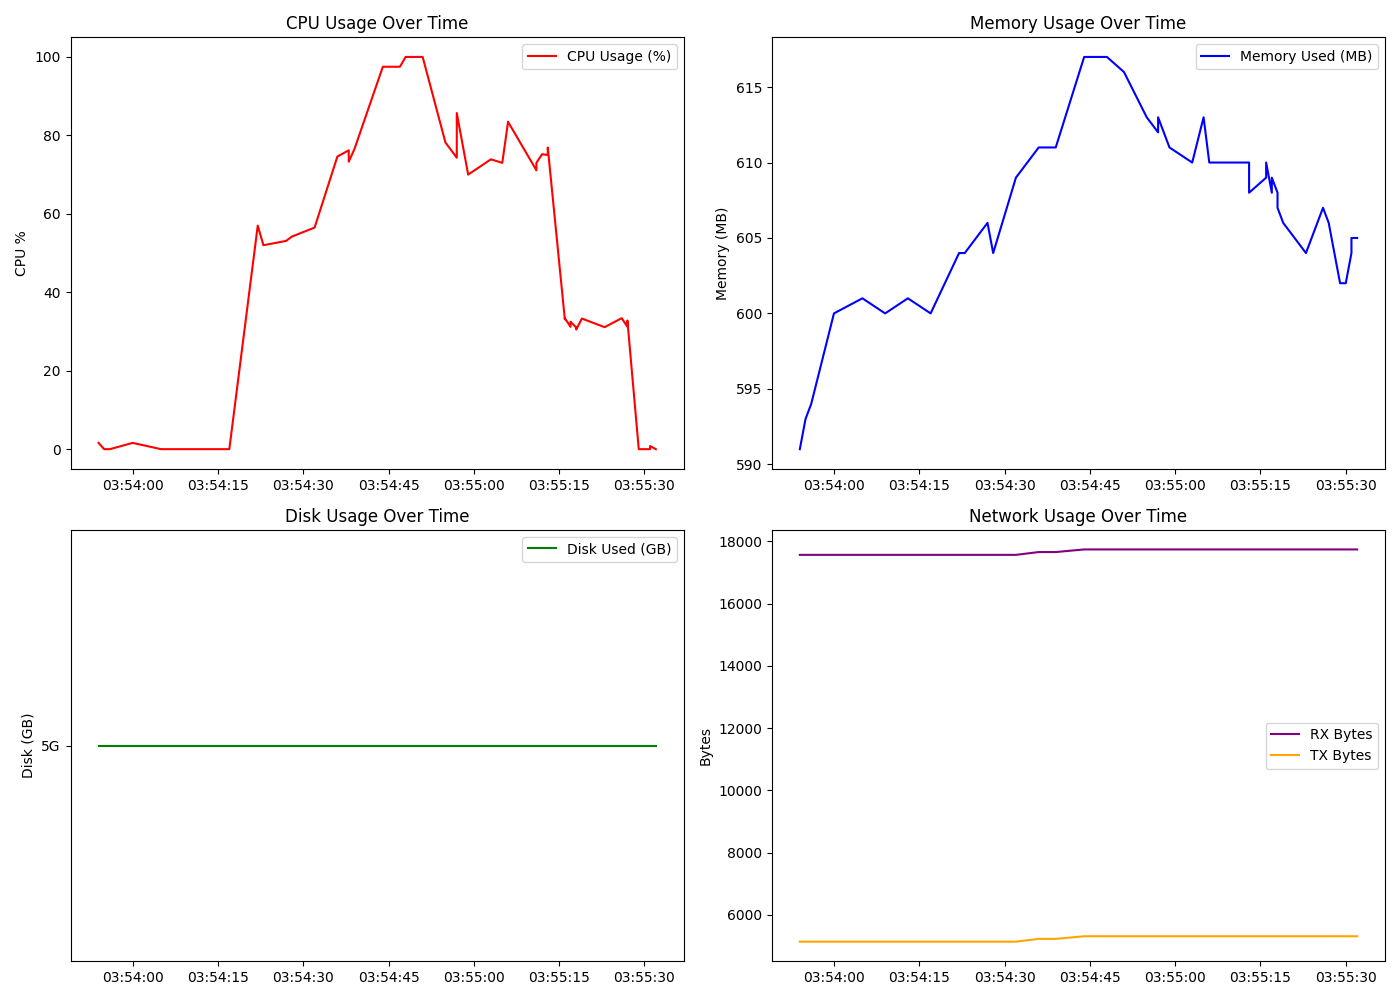 CPU Usage Over Time
CPU Usage (%)
CPU %
100
80
60
40
20
0
03:54:00 03:54:15 03:54:30 03:54:45 03:55:00 03:55:15 03:55:30
Memory Usage Over Time
Memory Used (MB)
Memory (MB)
615
610
605
600
595
590
03:54:00 03:54:15 03:54:30 03:54:45 03:55:00 03:55:15 03:55:30
Disk Usage Over Time
Disk Used (GB)
Disk (GB)
5G
03:54:00 03:54:15 03:54:30 03:54:45 03:55:00 03:55:15 03:55:30
Network Usage Over Time
RX Bytes
TX Bytes
Bytes
18000
16000
14000
12000
10000
8000
6000
03:54:00 03:54:15 03:54:30 03:54:45 03:55:00 03:55:15 03:55:30